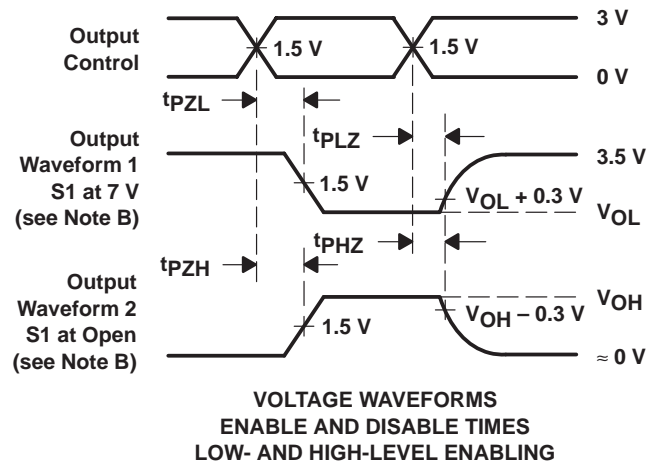 Output
Control
1.5 V
1.5 V
3 V
0 V
tPZL
tPLZ
Output
Waveform 1
S1 at 7 V
(see Note B)
1.5 V
3.5 V
VOL + 0.3 V
VOL
tPZH
tPHZ
Output
Waveform 2
S1 at Open
(see Note B)
1.5 V
VOH
VOH – 0.3 V
≈ 0 V
VOLTAGE WAVEFORMS
ENABLE AND DISABLE TIMES
LOW- AND HIGH-LEVEL ENABLING